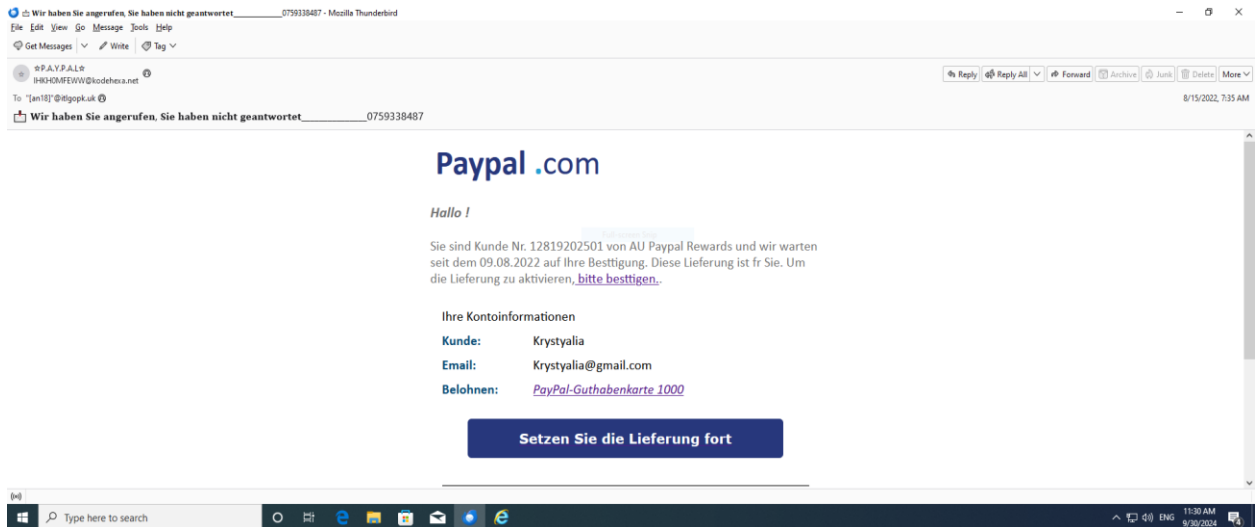 Wir haben Sie angerufen, Sie haben nicht geantwortet____________0759338487 - Mozilla Thunderbird
File Edit View Go Message Tools Help
Get Messages Write Tag
☆P.A.Y.P.A.L☆
IHKH0MFEWW@kodehexa.net
Reply Reply All Forward Archive Junk Delete More
To "[an18]"@itlgopk.uk
8/15/2022, 7:35 AM
Wir haben Sie angerufen, Sie haben nicht geantwortet____________0759338487
Paypal .com
Hallo !
Sie sind Kunde Nr. 12819202501 von AU Paypal Rewards und wir warten
seit dem 09.08.2022 auf Ihre Besttigung. Diese Lieferung ist fr Sie. Um
die Lieferung zu aktivieren, bitte besttigen..
Ihre Kontoinformationen
Kunde: Krystyalia
Email: Krystyalia@gmail.com
Belohnen: PayPal-Guthabenkarte 1000
Setzen Sie die Lieferung fort
Type here to search
ENG
11:30 AM
9/30/2024